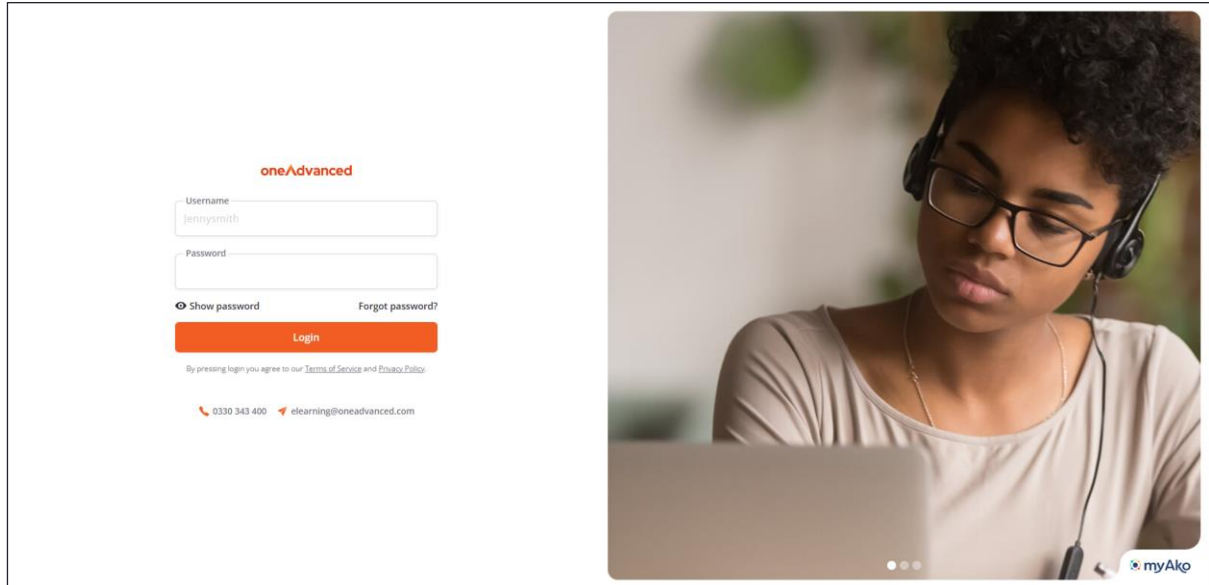 oneAdvanced
Username
Jennysmith
Password
Show password Forgot password?
Login
By pressing login you agree to our Terms of Service and Privacy Policy.
0330 343 400 elearning@oneadvanced.com
myAko